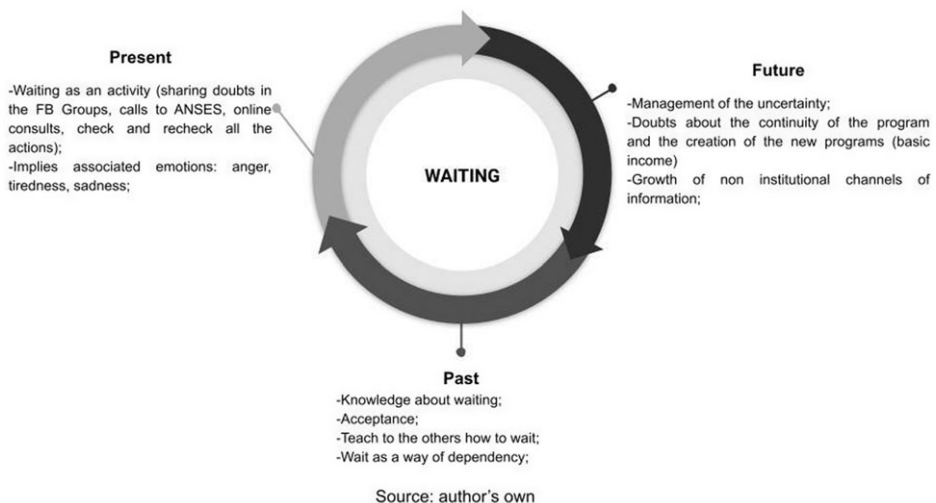 Present
-Waiting as an activity (sharing doubts in
the FB Groups, calls to ANSES, online
consults, check and recheck all the
actions);
-Implies associated emotions: anger,
tiredness, sadness;
WAITING
Future
-Management of the uncertainty;
-Doubts about the continuity of the program
and the creation of the new programs (basic
income)
-Growth of non institutional channels of
information;
Past
-Knowledge about waiting;
-Acceptance;
-Teach to the others how to wait;
-Wait as a way of dependency;
Source: author's own